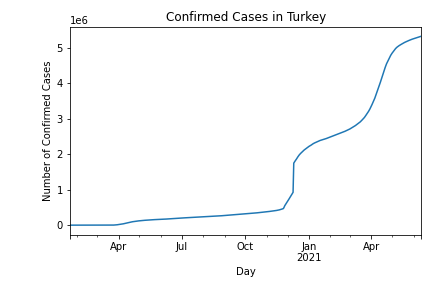 Confirmed Cases in Turkey
1e6
Number of Confirmed Cases
5
4
3
2
1
0
Apr
Jul
Oct
Jan
2021
Apr
Day